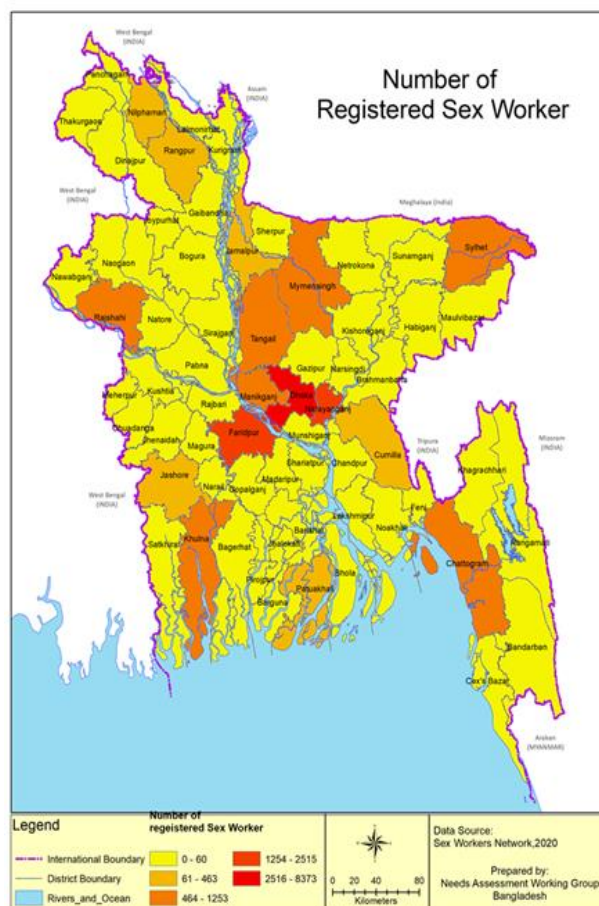 Number of
Registered Sex Worker
West Bengal
(INDIA)
Assam
(INDIA)
Panchagarh
Thakurgaon
Nilphamari
Lalmonirhat
Kurigram
Dinajpur
Rangpur
West Bengal
(INDIA)
Meghalaya (India)
Gaibandha
Joypurhat
Sherpur
Jamalpur
Netrokona
Sunamganj
Sylhet
Mymensingh
Naogaon
Bogura
Nawabganj
Rajshahi
Natore
Sirajganj
Tangail
Kishoreganj
Habiganj
Maulvibazar
Pabna
Gazipur
Narsingdi
Brahmanbaria
Manikganj
Dhaka
Narayanganj
Meherpur
Kushtia
Rajbari
Chuadanga
Jhenaidah
Magura
Faridpur
Munshiganj
Cumilla
Tripura
(INDIA)
Mizoram
(INDIA)
Khagrachhari
West Bengal
(INDIA)
Jashore
Narail
Gopalganj
Madaripur
Shariatpur
Chandpur
Lakshmipur
Noakhali
Feni
Rangamati
Satkhira
Khulna
Bagerhat
Pirojpur
Jhalokati
Barishal
Barguna
Patuakhali
Bhola
Chattogram
Bandarban
Cox's Bazar
Arakan
(MYANMAR)
Legend
International Boundary
District Boundary
Rivers_and_Ocean
Number of
registered Sex Worker
0 - 60
61 - 463
464 - 1253
1254 - 2515
2516 - 8373
0 20 40 80
Kilometers
Data Source:
Sex Workers Network,2020
Prepared by:
Needs Assessment Working Group
Bangladesh